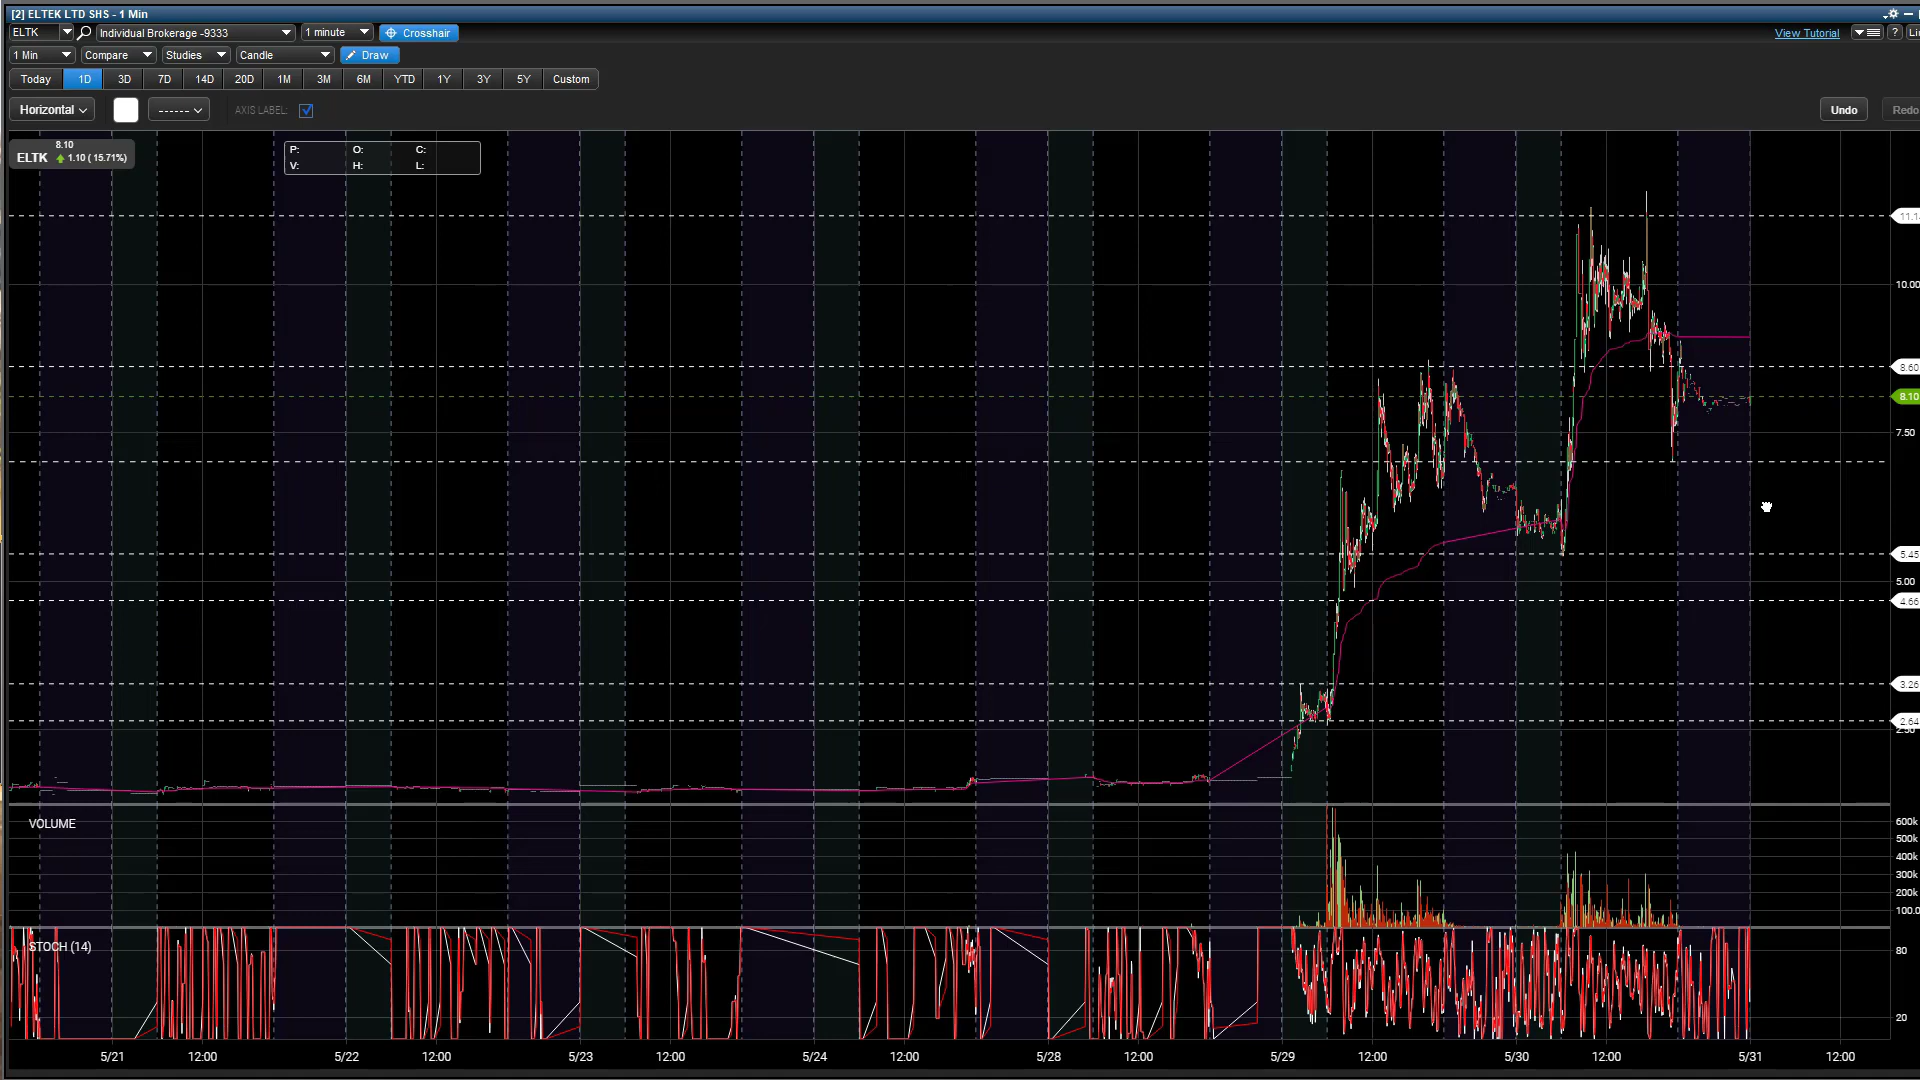 [2] ELTEK LTD SHS - 1 Min
ELTK Individual Brokerage -9333 1 minute Crosshair View Tutorial ?
1 Min Compare Studies Candle Draw
Today 1D 3D 7D 14D 20D 1M 3M 6M YTD 1Y 3Y 5Y Custom
Horizontal ------ AXIS LABEL: Undo Redo
ELTK 8.10
1.10 ( 15.71%)
P: O: C:
V: H: L:
10.00
8.60
8.10
7.50
5.45
5.00
4.66
3.26
2.64
2.50
VOLUME
600k
500k
400k
300k
200k
100.0
STOCH (14)
80
20
5/21 12:00 5/22 12:00 5/23 12:00 5/24 12:00 5/28 12:00 5/29 12:00 5/30 12:00 5/31 12:00